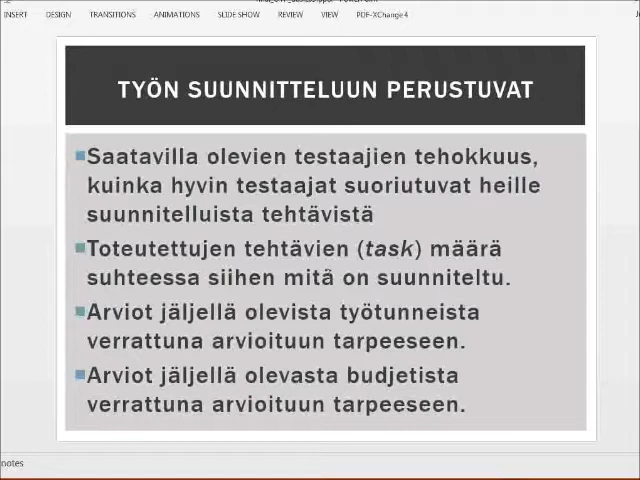 INSERT DESIGN TRANSITIONS ANIMATIONS SLIDE SHOW REVIEW VIEW PDF-XChange 4
TYÖN SUUNNITTELUUN PERUSTUVAT
Saatavilla olevien testaajien tehokkuus,
kuinka hyvin testaajat suoriutuvat heille
suunnitelluista tehtävistä
Toteutettujen tehtävien (task) määrä
suhteessa siihen mitä on suunniteltu.
Arviot jäljellä olevista työtunneista
verrattuna arvioituun tarpeeseen.
Arviot jäljellä olevasta budjetista
verrattuna arvioituun tarpeeseen.
notes